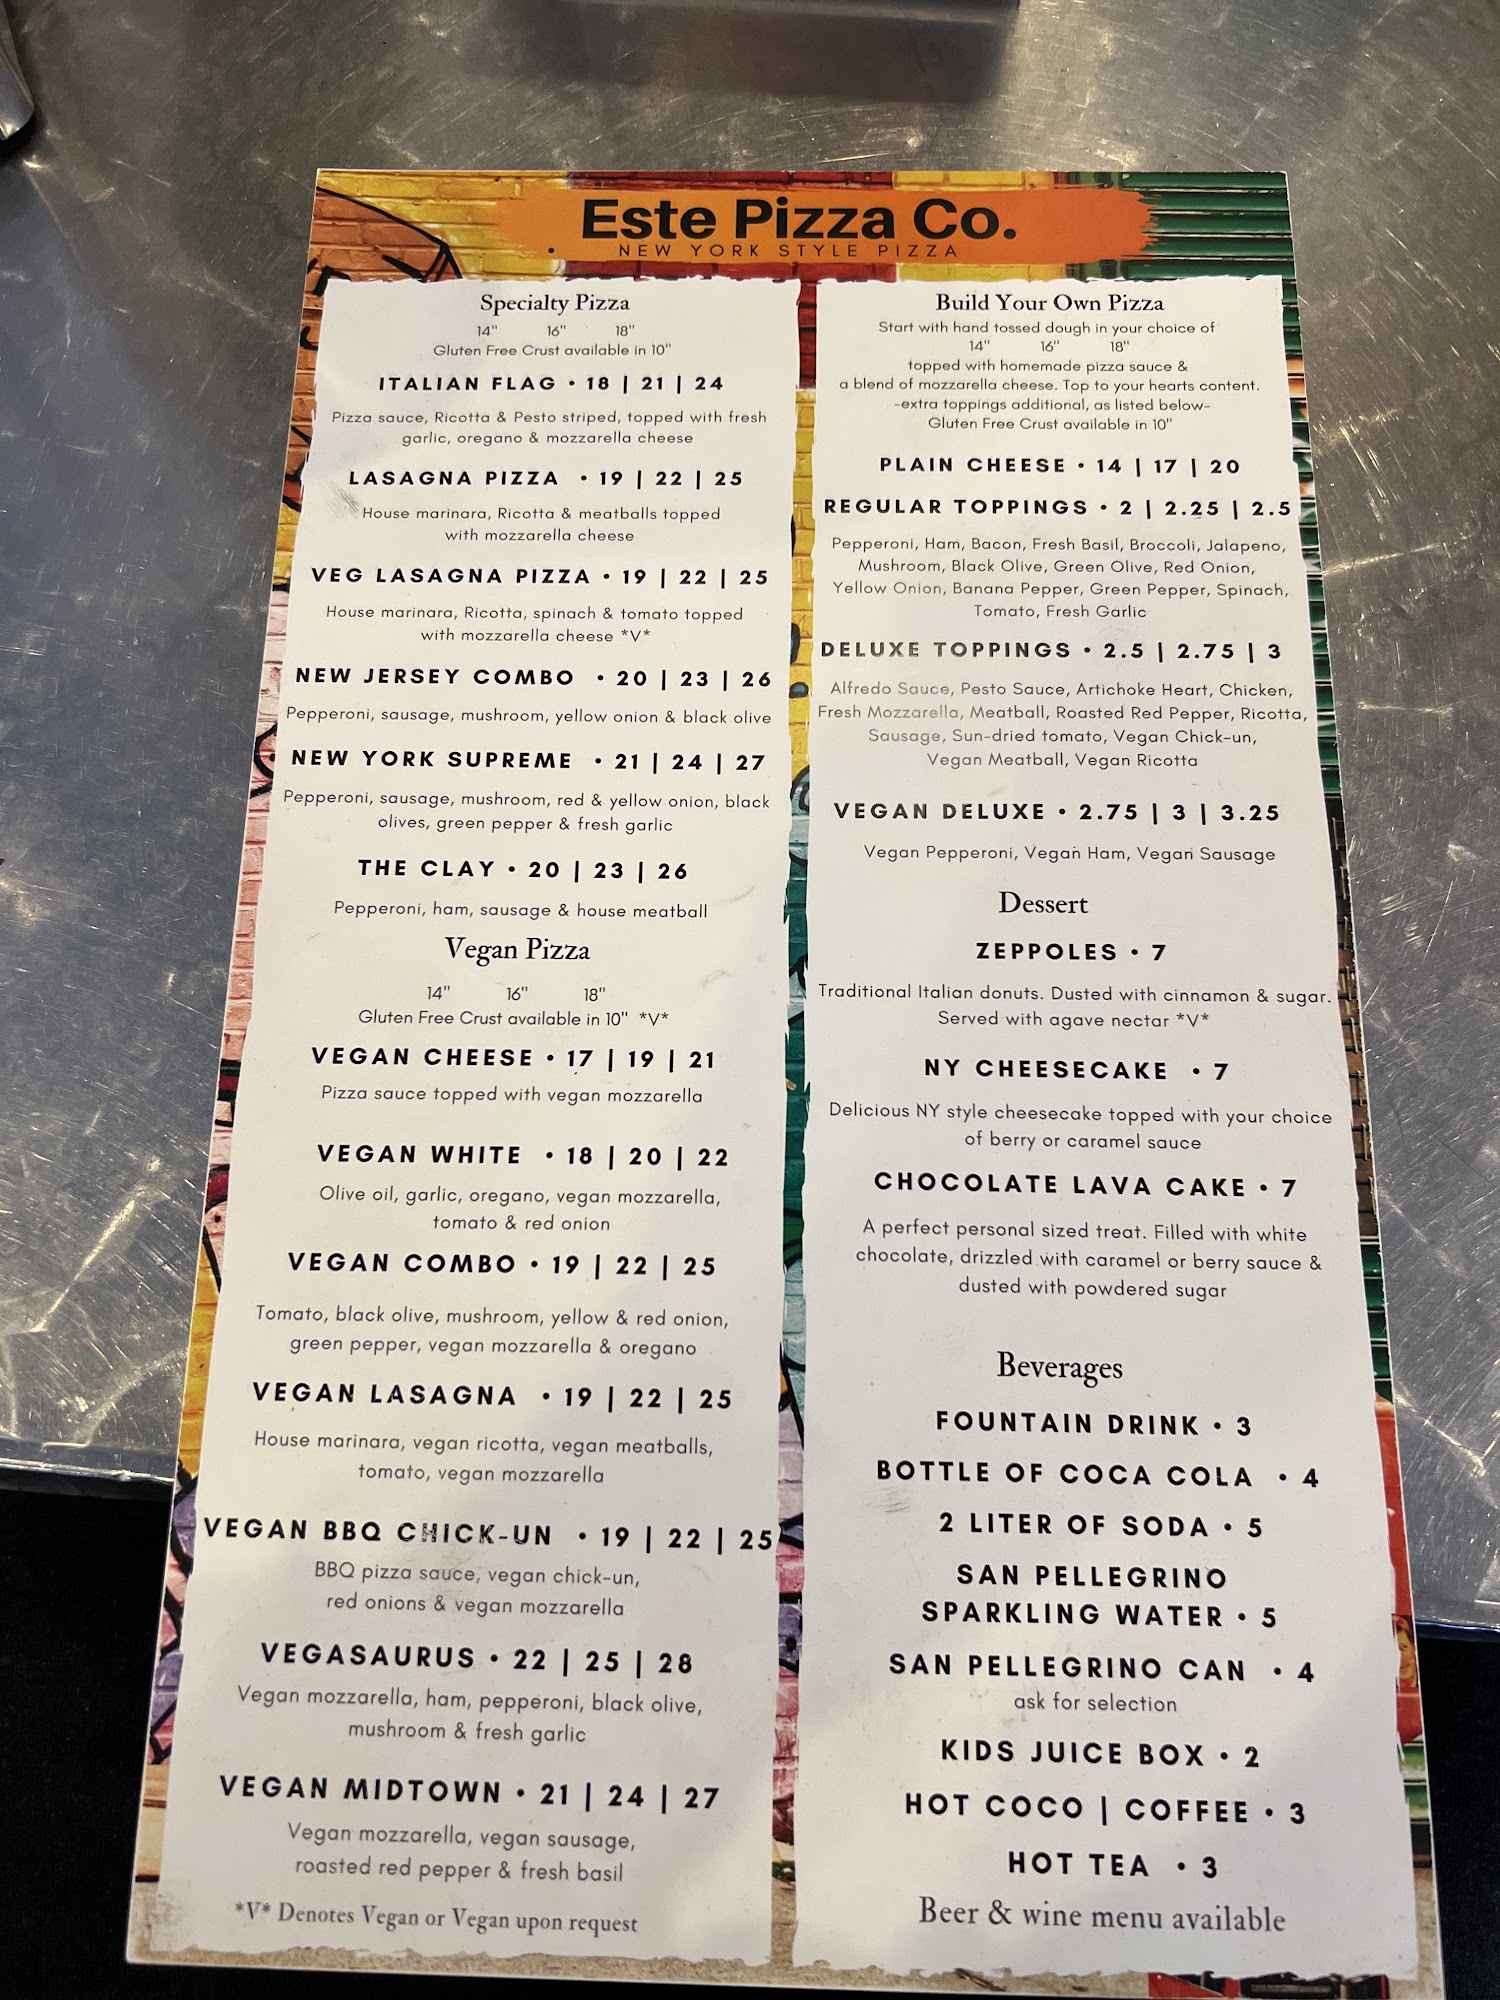 Este Pizza Co.
• NEW YORK STYLE PIZZA
Specialty Pizza
14" 16" 18"
Gluten Free Crust available in 10"
ITALIAN FLAG • 18 | 21 | 24
Pizza sauce, Ricotta & Pesto striped, topped with fresh
garlic, oregano & mozzarella cheese
LASAGNA PIZZA • 19 | 22 | 25
House marinara, Ricotta & meatballs topped
with mozzarella cheese
VEG LASAGNA PIZZA • 19 | 22 | 25
House marinara, Ricotta, spinach & tomato topped
with mozzarella cheese *V*
NEW JERSEY COMBO • 20 | 23 | 26
Pepperoni, sausage, mushroom, yellow onion & black olive
NEW YORK SUPREME • 21 | 24 | 27
Pepperoni, sausage, mushroom, red & yellow onion, black
olives, green pepper & fresh garlic
THE CLAY • 20 | 23 | 26
Pepperoni, ham, sausage & house meatball
Vegan Pizza
14" 16" 18"
Gluten Free Crust available in 10" *V*
VEGAN CHEESE • 17 | 19 | 21
Pizza sauce topped with vegan mozzarella
VEGAN WHITE • 18 | 20 | 22
Olive oil, garlic, oregano, vegan mozzarella,
tomato & red onion
VEGAN COMBO • 19 | 22 | 25
Tomato, black olive, mushroom, yellow & red onion,
green pepper, vegan mozzarella & oregano
VEGAN LASAGNA • 19 | 22 | 25
House marinara, vegan ricotta, vegan meatballs,
tomato, vegan mozzarella
VEGAN BBQ CHICK-UN • 19 | 22 | 25
BBQ pizza sauce, vegan chick-un,
red onions & vegan mozzarella
VEGASAURUS • 22 | 25 | 28
Vegan mozzarella, ham, pepperoni, black olive,
mushroom & fresh garlic
VEGAN MIDTOWN • 21 | 24 | 27
Vegan mozzarella, vegan sausage,
roasted red pepper & fresh basil
*V* Denotes Vegan or Vegan upon request
Build Your Own Pizza
Start with hand tossed dough in your choice of
14" 16" 18"
topped with homemade pizza sauce &
a blend of mozzarella cheese. Top to your hearts content.
-extra toppings additional, as listed below-
Gluten Free Crust available in 10"
PLAIN CHEESE • 14 | 17 | 20
REGULAR TOPPINGS • 2 | 2.25 | 2.5
Pepperoni, Ham, Bacon, Fresh Basil, Broccoli, Jalapeno,
Mushroom, Black Olive, Green Olive, Red Onion,
Yellow Onion, Banana Pepper, Green Pepper, Spinach,
Tomato, Fresh Garlic
DELUXE TOPPINGS • 2.5 | 2.75 | 3
Alfredo Sauce, Pesto Sauce, Artichoke Heart, Chicken,
Fresh Mozzarella, Meatball, Roasted Red Pepper, Ricotta,
Sausage, Sun-dried tomato, Vegan Chick-un,
Vegan Meatball, Vegan Ricotta
VEGAN DELUXE • 2.75 | 3 | 3.25
Vegan Pepperoni, Vegan Ham, Vegan Sausage
Dessert
ZEPPOLES • 7
Traditional Italian donuts. Dusted with cinnamon & sugar.
Served with agave nectar *V*
NY CHEESECAKE • 7
Delicious NY style cheesecake topped with your choice
of berry or caramel sauce
CHOCOLATE LAVA CAKE • 7
A perfect personal sized treat. Filled with white
chocolate, drizzled with caramel or berry sauce &
dusted with powdered sugar
Beverages
FOUNTAIN DRINK • 3
BOTTLE OF COCA COLA • 4
2 LITER OF SODA • 5
SAN PELLEGRINO
SPARKLING WATER • 5
SAN PELLEGRINO CAN • 4
ask for selection
KIDS JUICE BOX • 2
HOT COCO | COFFEE • 3
HOT TEA • 3
Beer & wine menu available